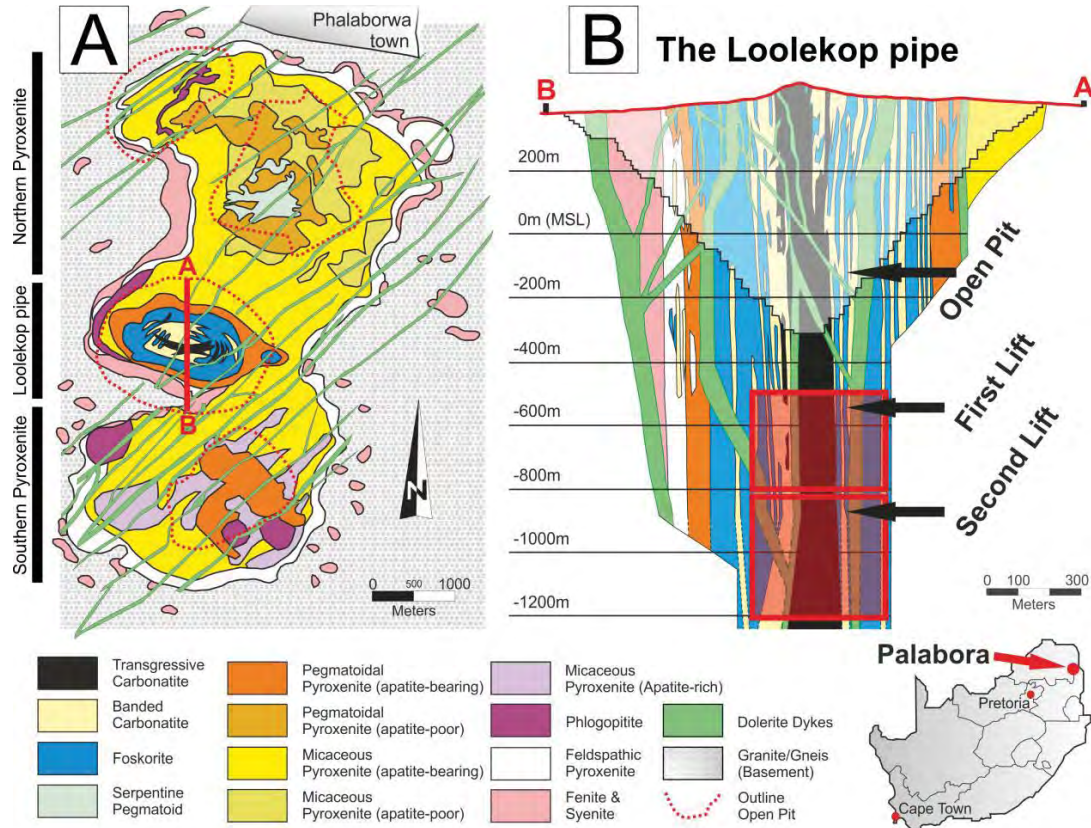 A
Phalaborwa
town
Northern Pyroxenite
Loolekop pipe
Southern Pyroxenite
A
B
N
0 500 1000
Meters
B
The Loolekop pipe
B
A
200m
0m (MSL)
-200m
-400m
-600m
-800m
-1000m
-1200m
Open Pit
First Lift
Second Lift
0 100 300
Meters
Transgressive
Carbonatite
Banded
Carbonatite
Foskorite
Serpentine
Pegmatoid
Pegmatoidal
Pyroxenite (apatite-bearing)
Pegmatoidal
Pyroxenite (apatite-poor)
Micaceous
Pyroxenite (apatite-bearing)
Micaceous
Pyroxenite (apatite-poor)
Micaceous
Pyroxenite (Apatite-rich)
Phlogopitite
Feldspathic
Pyroxenite
Fenite &
Syenite
Dolerite Dykes
Granite/Gneis
(Basement)
Outline
Open Pit
Palabora
Pretoria
Cape Town